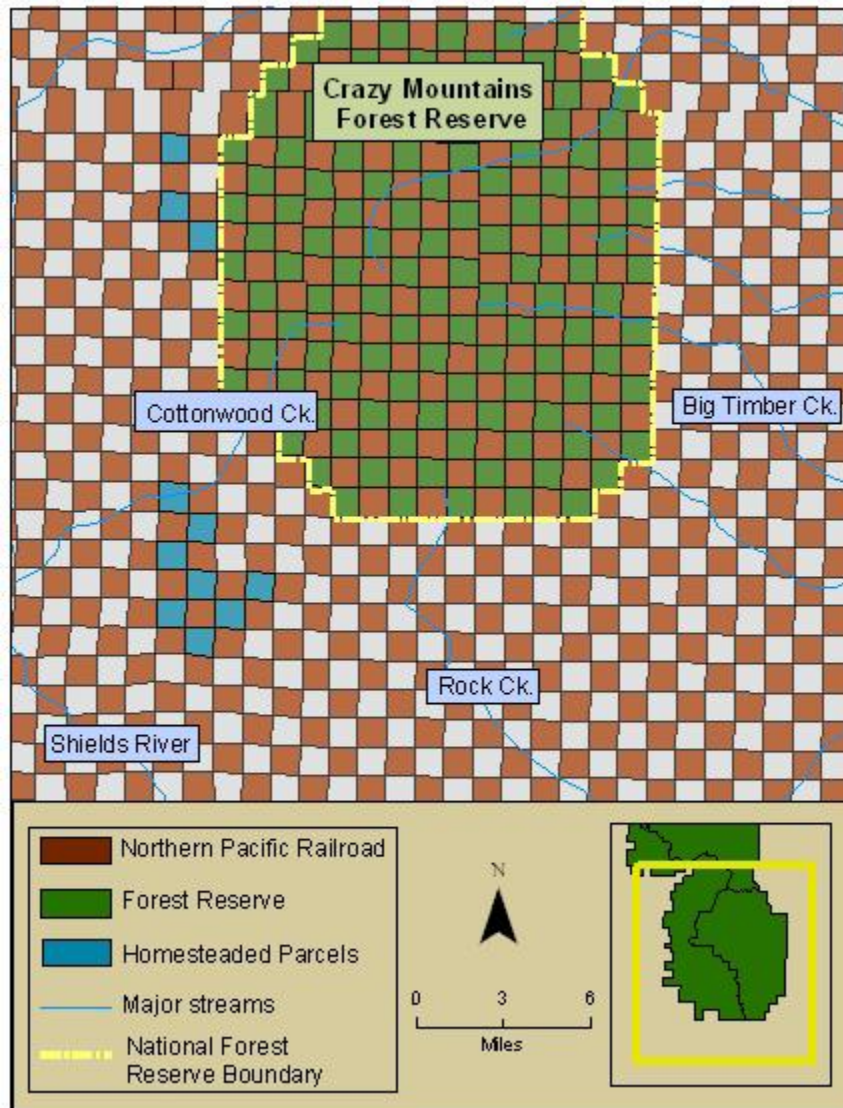 Crazy Mountains
Forest Reserve
Cottonwood Ck.
Big Timber Ck.
Rock Ck.
Shields River
Northern Pacific Railroad
Forest Reserve
Homesteaded Parcels
Major streams
National Forest
Reserve Boundary
N
0 3 6
Miles